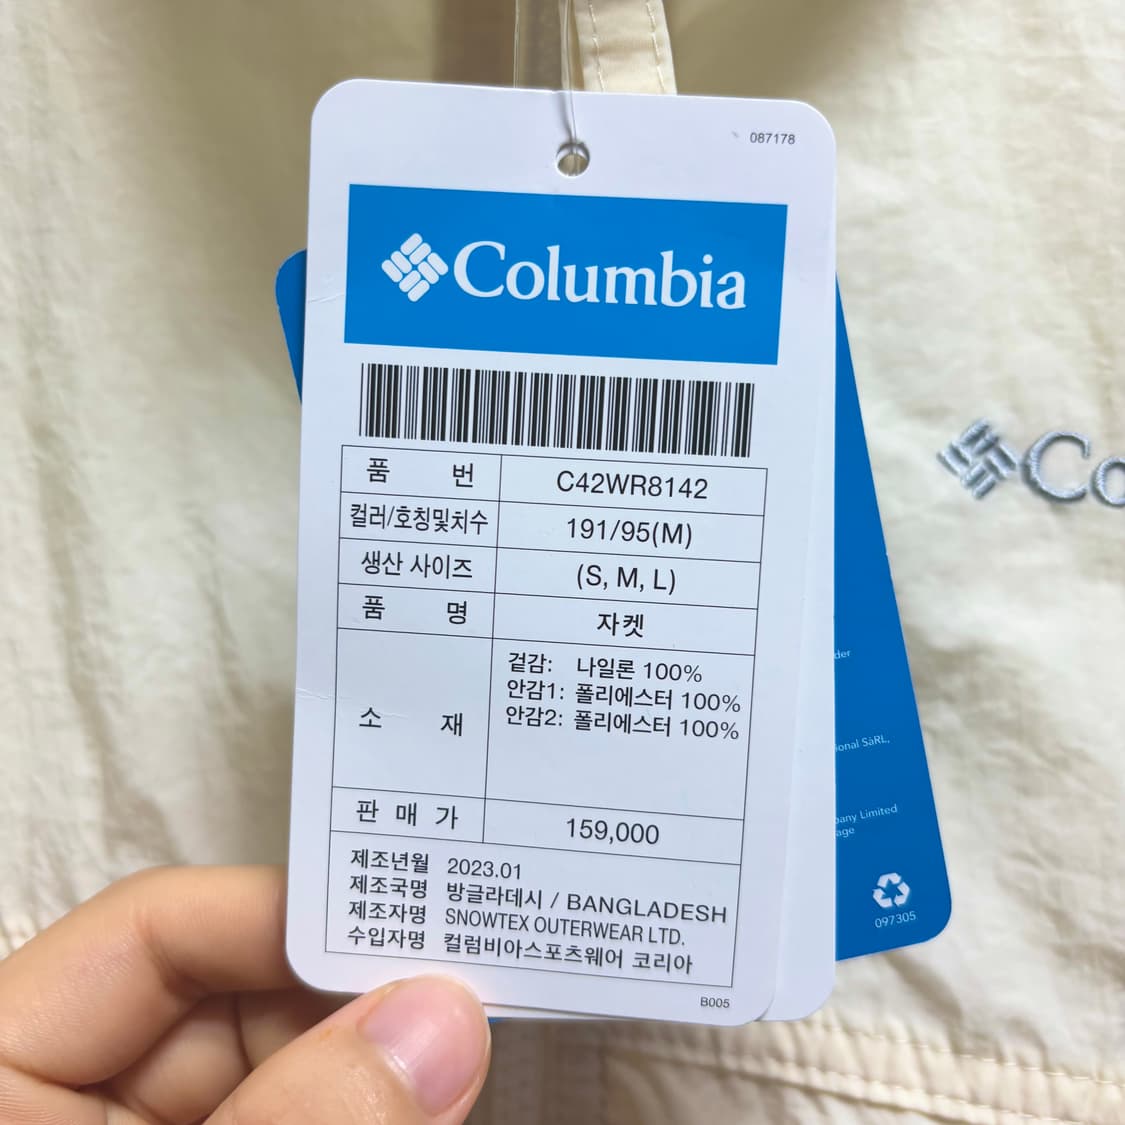 087178
Columbia
품 번 C42WR8142
컬러/호칭및치수 191/95(M)
생산 사이즈 (S, M, L)
품 명 자켓
소 재
겉감: 나일론 100%
안감1: 폴리에스터 100%
안감2: 폴리에스터 100%
판 매 가 159,000
제조년월 2023.01
제조국명 방글라데시 / BANGLADESH
제조자명 SNOWTEX OUTERWEAR LTD.
수입자명 컬럼비아스포츠웨어 코리아
B005
Co
der
ional SàRL,
pany Limited
age
097305